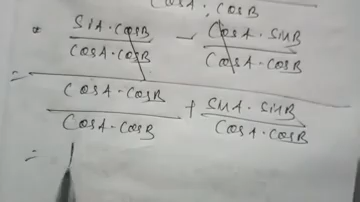 CosA · CosB
* SinA · CosB / CosA · CosB - CosA · SinB / CosA · CosB
= CosA · CosB / CosA · CosB + SinA · SinB / CosA · CosB
=